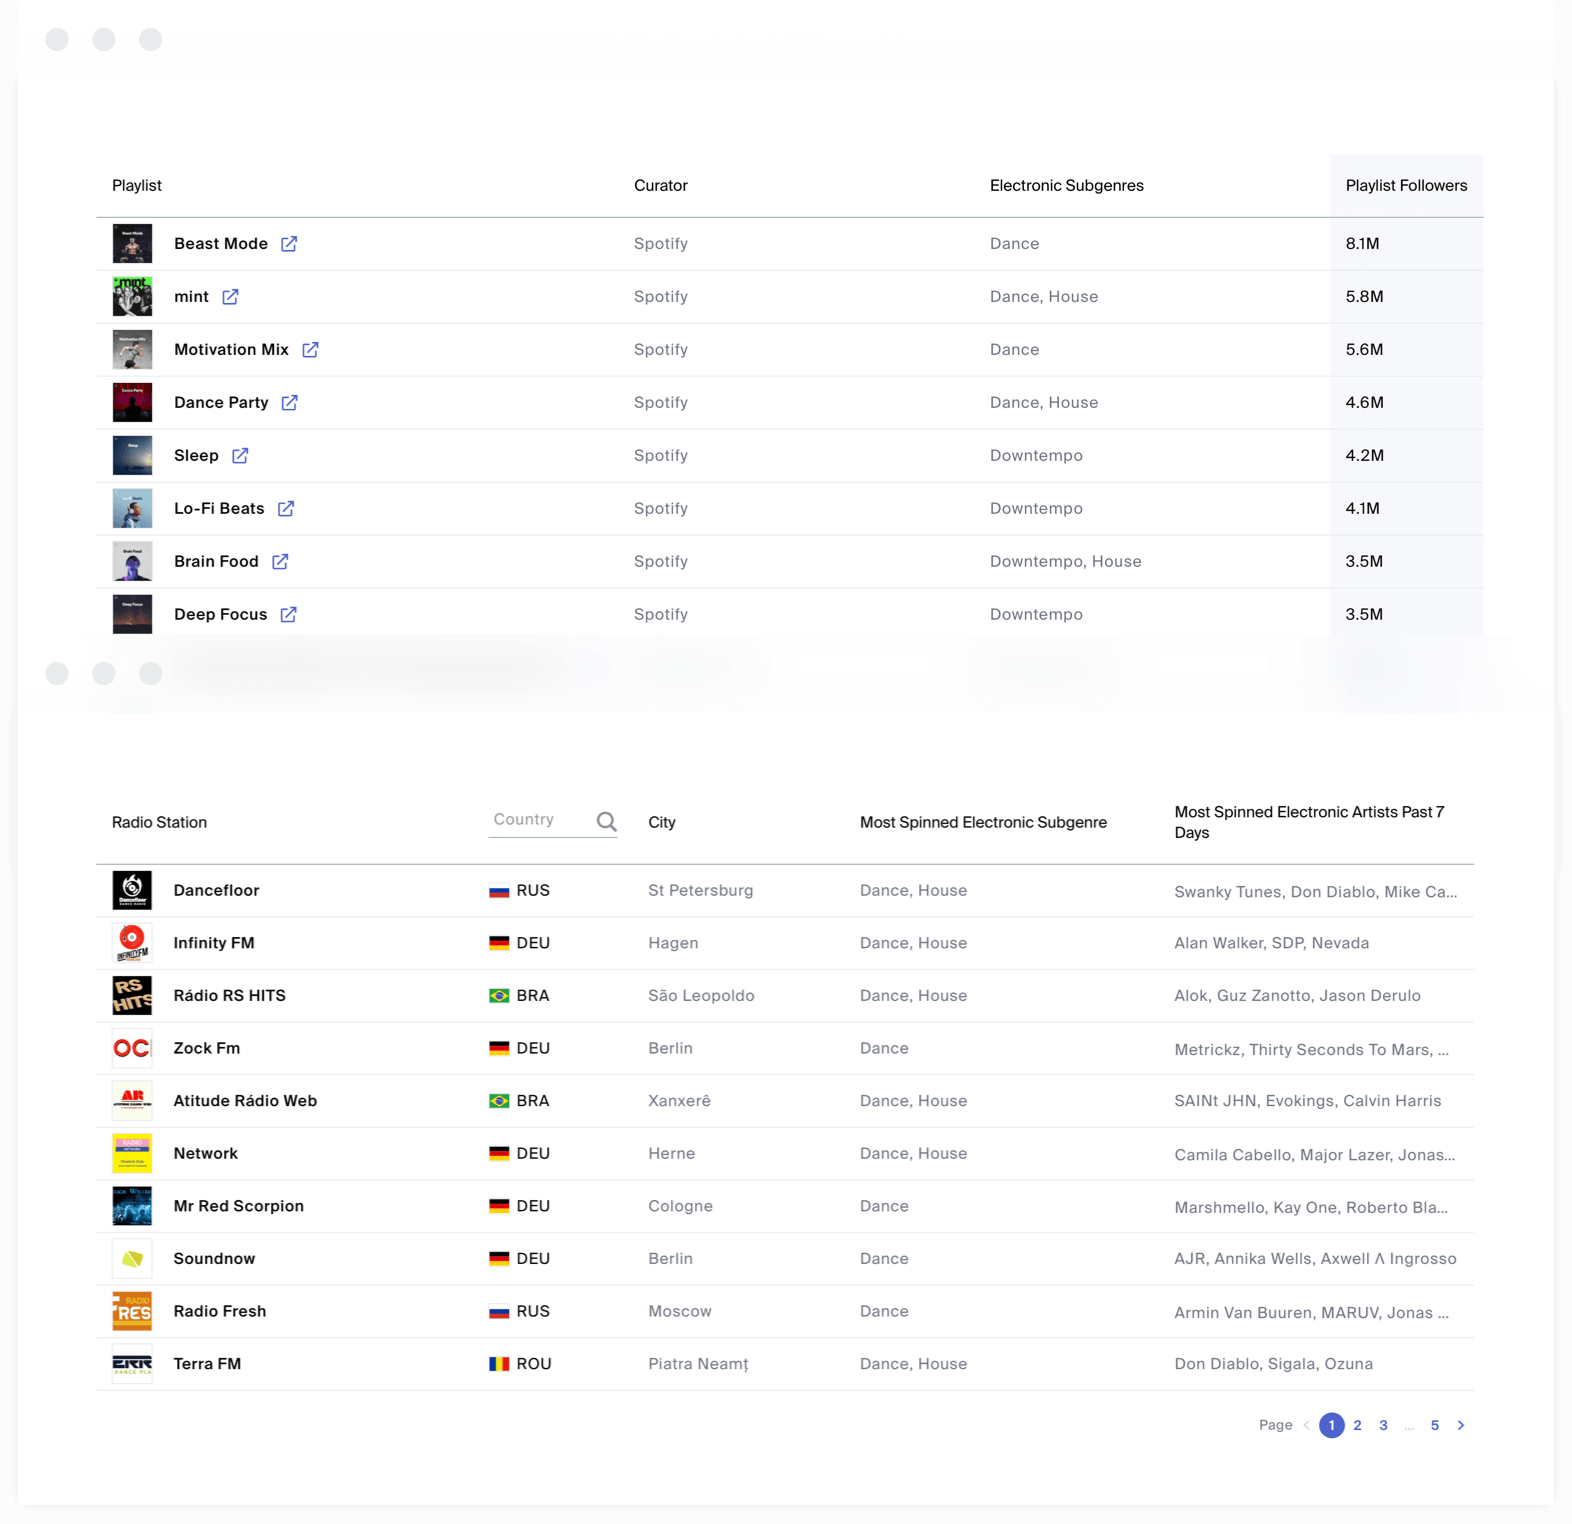 Playlist Curator Electronic Subgenres Playlist Followers
Beast Mode Spotify Dance 8.1M
mint Spotify Dance, House 5.8M
Motivation Mix Spotify Dance 5.6M
Dance Party Spotify Dance, House 4.6M
Sleep Spotify Downtempo 4.2M
Lo-Fi Beats Spotify Downtempo 4.1M
Brain Food Spotify Downtempo, House 3.5M
Deep Focus Spotify Downtempo 3.5M
Radio Station Country City Most Spinned Electronic Subgenre Most Spinned Electronic Artists Past 7
Days
Dancefloor RUS St Petersburg Dance, House Swanky Tunes, Don Diablo, Mike Ca...
Infinity FM DEU Hagen Dance, House Alan Walker, SDP, Nevada
Rádio RS HITS BRA São Leopoldo Dance, House Alok, Guz Zanotto, Jason Derulo
Zock Fm DEU Berlin Dance Metrickz, Thirty Seconds To Mars, ...
Atitude Rádio Web BRA Xanxerê Dance, House SAINt JHN, Evokings, Calvin Harris
Network DEU Herne Dance, House Camila Cabello, Major Lazer, Jonas...
Mr Red Scorpion DEU Cologne Dance Marshmello, Kay One, Roberto Bla...
Soundnow DEU Berlin Dance AJR, Annika Wells, Axwell Λ Ingrosso
Radio Fresh RUS Moscow Dance Armin Van Buuren, MARUV, Jonas ...
Terra FM ROU Piatra Neamț Dance, House Don Diablo, Sigala, Ozuna
Page < 1 2 3 ... 5 >